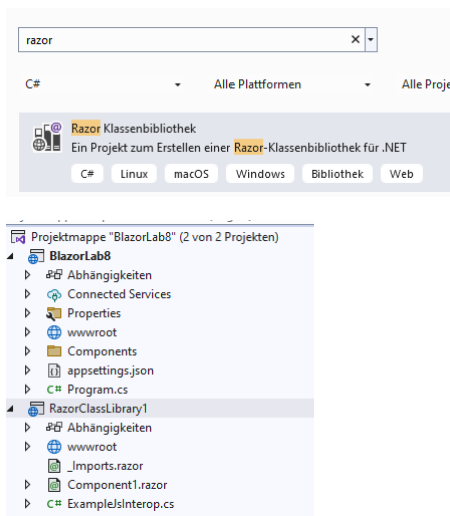 razor
C# Alle Plattformen Alle Proje
Razor Klassenbibliothek
Ein Projekt zum Erstellen einer Razor-Klassenbibliothek für .NET
C# Linux macOS Windows Bibliothek Web
Projektmappe "BlazorLab8" (2 von 2 Projekten)
BlazorLab8
Abhängigkeiten
Connected Services
Properties
wwwroot
Components
appsettings.json
C# Program.cs
RazorClassLibrary1
Abhängigkeiten
wwwroot
_Imports.razor
Component1.razor
C# ExampleJsInterop.cs